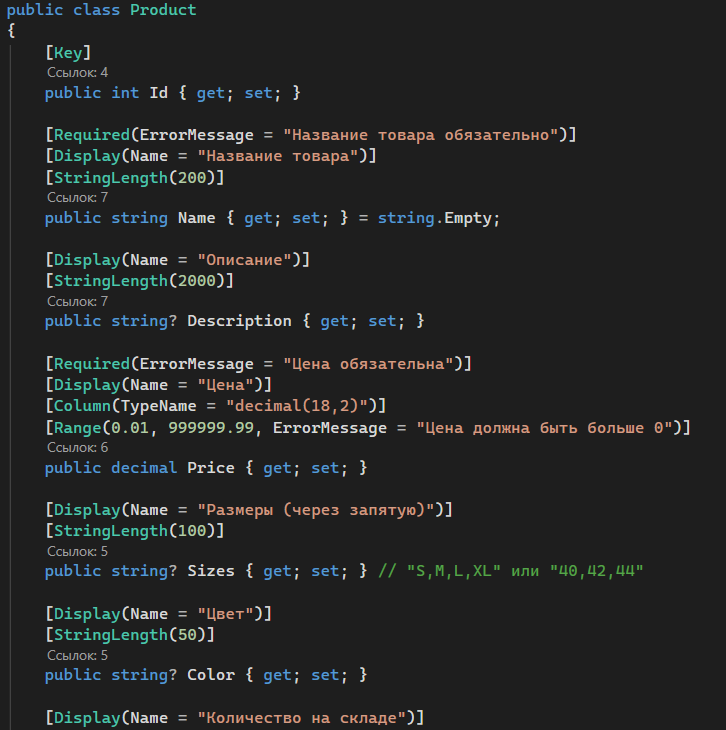 public class Product
{
[Key]
Ссылок: 4
public int Id { get; set; }
[Required(ErrorMessage = "Название товара обязательно")]
[Display(Name = "Название товара")]
[StringLength(200)]
Ссылок: 7
public string Name { get; set; } = string.Empty;
[Display(Name = "Описание")]
[StringLength(2000)]
Ссылок: 7
public string? Description { get; set; }
[Required(ErrorMessage = "Цена обязательна")]
[Display(Name = "Цена")]
[Column(TypeName = "decimal(18,2)")]
[Range(0.01, 999999.99, ErrorMessage = "Цена должна быть больше 0")]
Ссылок: 6
public decimal Price { get; set; }
[Display(Name = "Размеры (через запятую)")]
[StringLength(100)]
Ссылок: 5
public string? Sizes { get; set; } // "S,M,L,XL" или "40,42,44"
[Display(Name = "Цвет")]
[StringLength(50)]
Ссылок: 5
public string? Color { get; set; }
[Display(Name = "Количество на складе")]